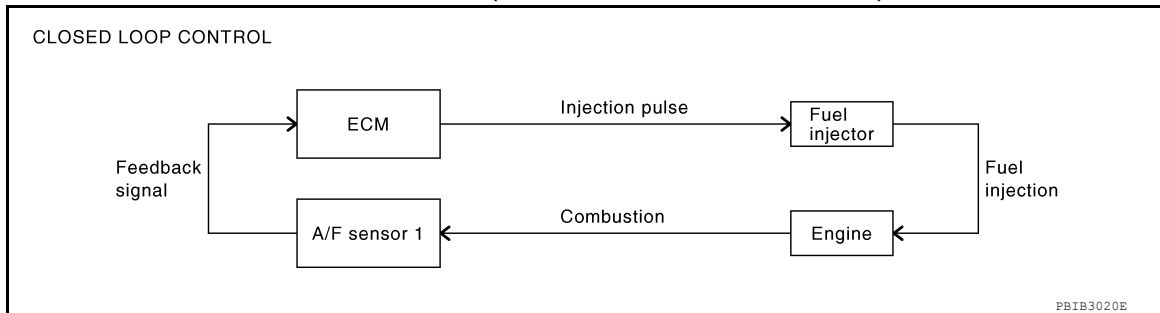 CLOSED LOOP CONTROL
ECM
Injection pulse
Fuel
injector
Feedback
signal
Fuel
injection
A/F sensor 1
Combustion
Engine
PBIB3020E